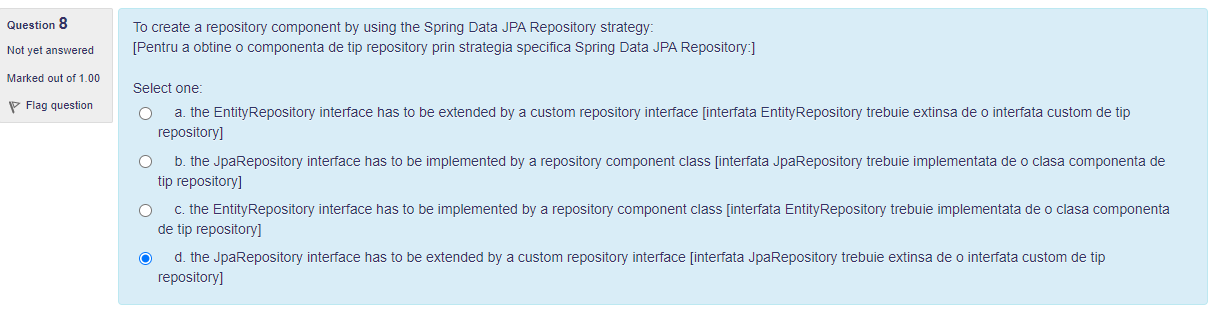 Question 8
Not yet answered
Marked out of 1.00
Flag question
To create a repository component by using the Spring Data JPA Repository strategy:
[Pentru a obtine o componenta de tip repository prin strategia specifica Spring Data JPA Repository:]
Select one:
a. the EntityRepository interface has to be extended by a custom repository interface [interfata EntityRepository trebuie extinsa de o interfata custom de tip
repository]
b. the JpaRepository interface has to be implemented by a repository component class [interfata JpaRepository trebuie implementata de o clasa componenta de
tip repository]
c. the EntityRepository interface has to be implemented by a repository component class [interfata EntityRepository trebuie implementata de o clasa componenta
de tip repository]
d. the JpaRepository interface has to be extended by a custom repository interface [interfata JpaRepository trebuie extinsa de o interfata custom de tip
repository]